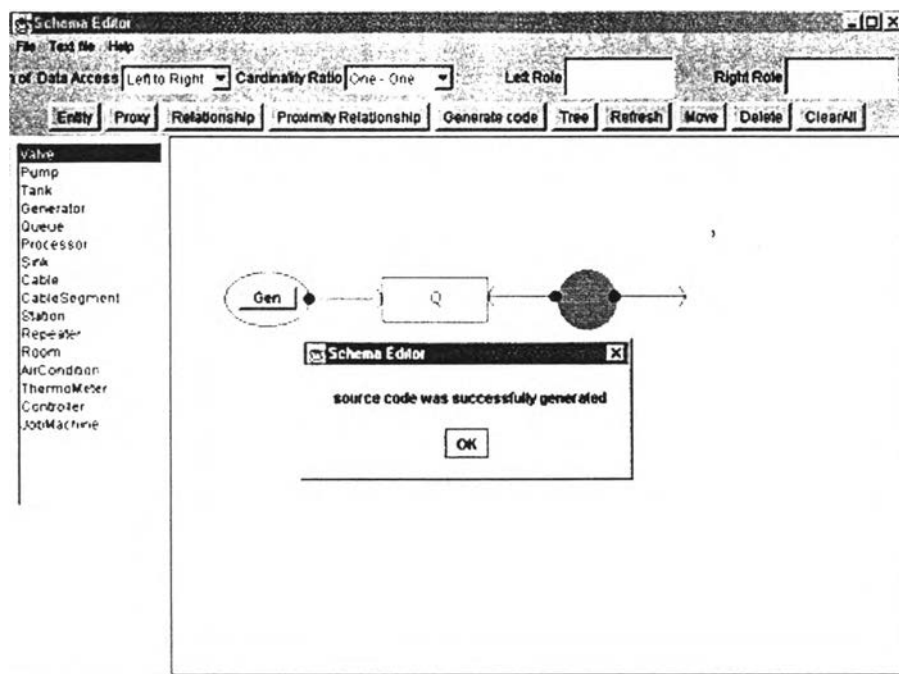 Schema Editor
File Text file Help
n of Data Access Left to Right Cardinality Ratio One - One Left Role Right Role
Entity Proxy Relationship Proximity Relationship Generate code Tree Refresh Move Delete ClearAll
Valve
Pump
Tank
Generator
Queue
Processor
Sink
Cable
CableSegment
Station
Repeater
Room
AirCondition
ThermoMeter
Controller
JobMachine
Gen
Q
Schema Editor
source code was successfully generated
OK